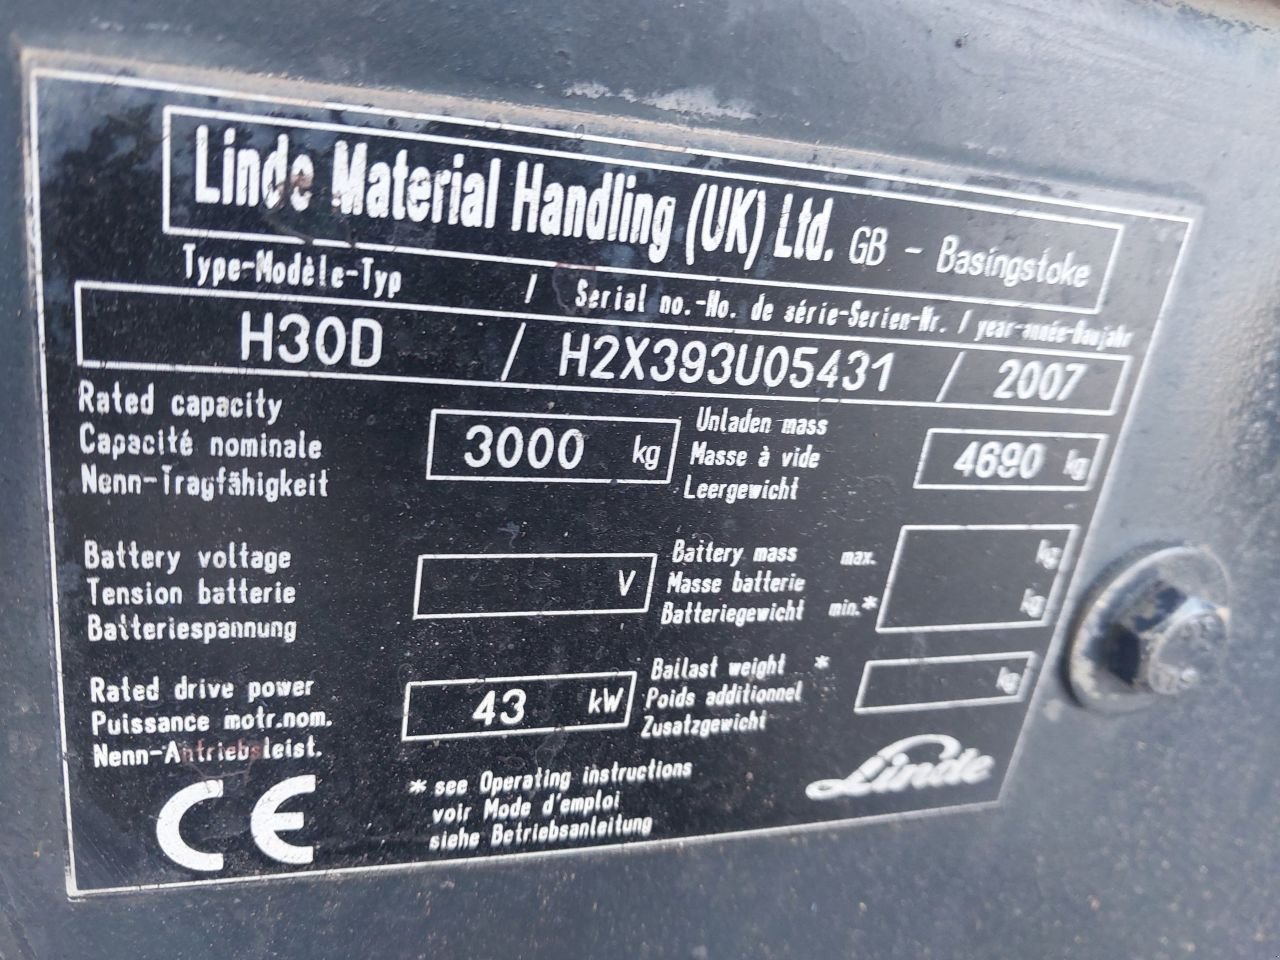 Linde Material Handling (UK) Ltd. GB - Basingstoke
Type-Modèle-Typ / Serial no.-No. de série-Serien-Nr. / year-année-Baujahr
H30D / H2X393U05431 / 2007
Rated capacity
Capacité nominale
Nenn-Tragfähigkeit
3000 kg
Unladen mass
Masse à vide
Leergewicht
4690 kg
Battery voltage
Tension batterie
Batteriespannung
V
Battery mass max. kg
Masse batterie
Batteriegewicht min.* kg
Rated drive power
Puissance motr.nom.
Nenn-Antriebsleist.
43 kW
Ballast weight *
Poids additionnel
Zusatzgewicht
kg
CE
* see Operating instructions
voir Mode d'emploi
siehe Betriebsanleitung
Linde